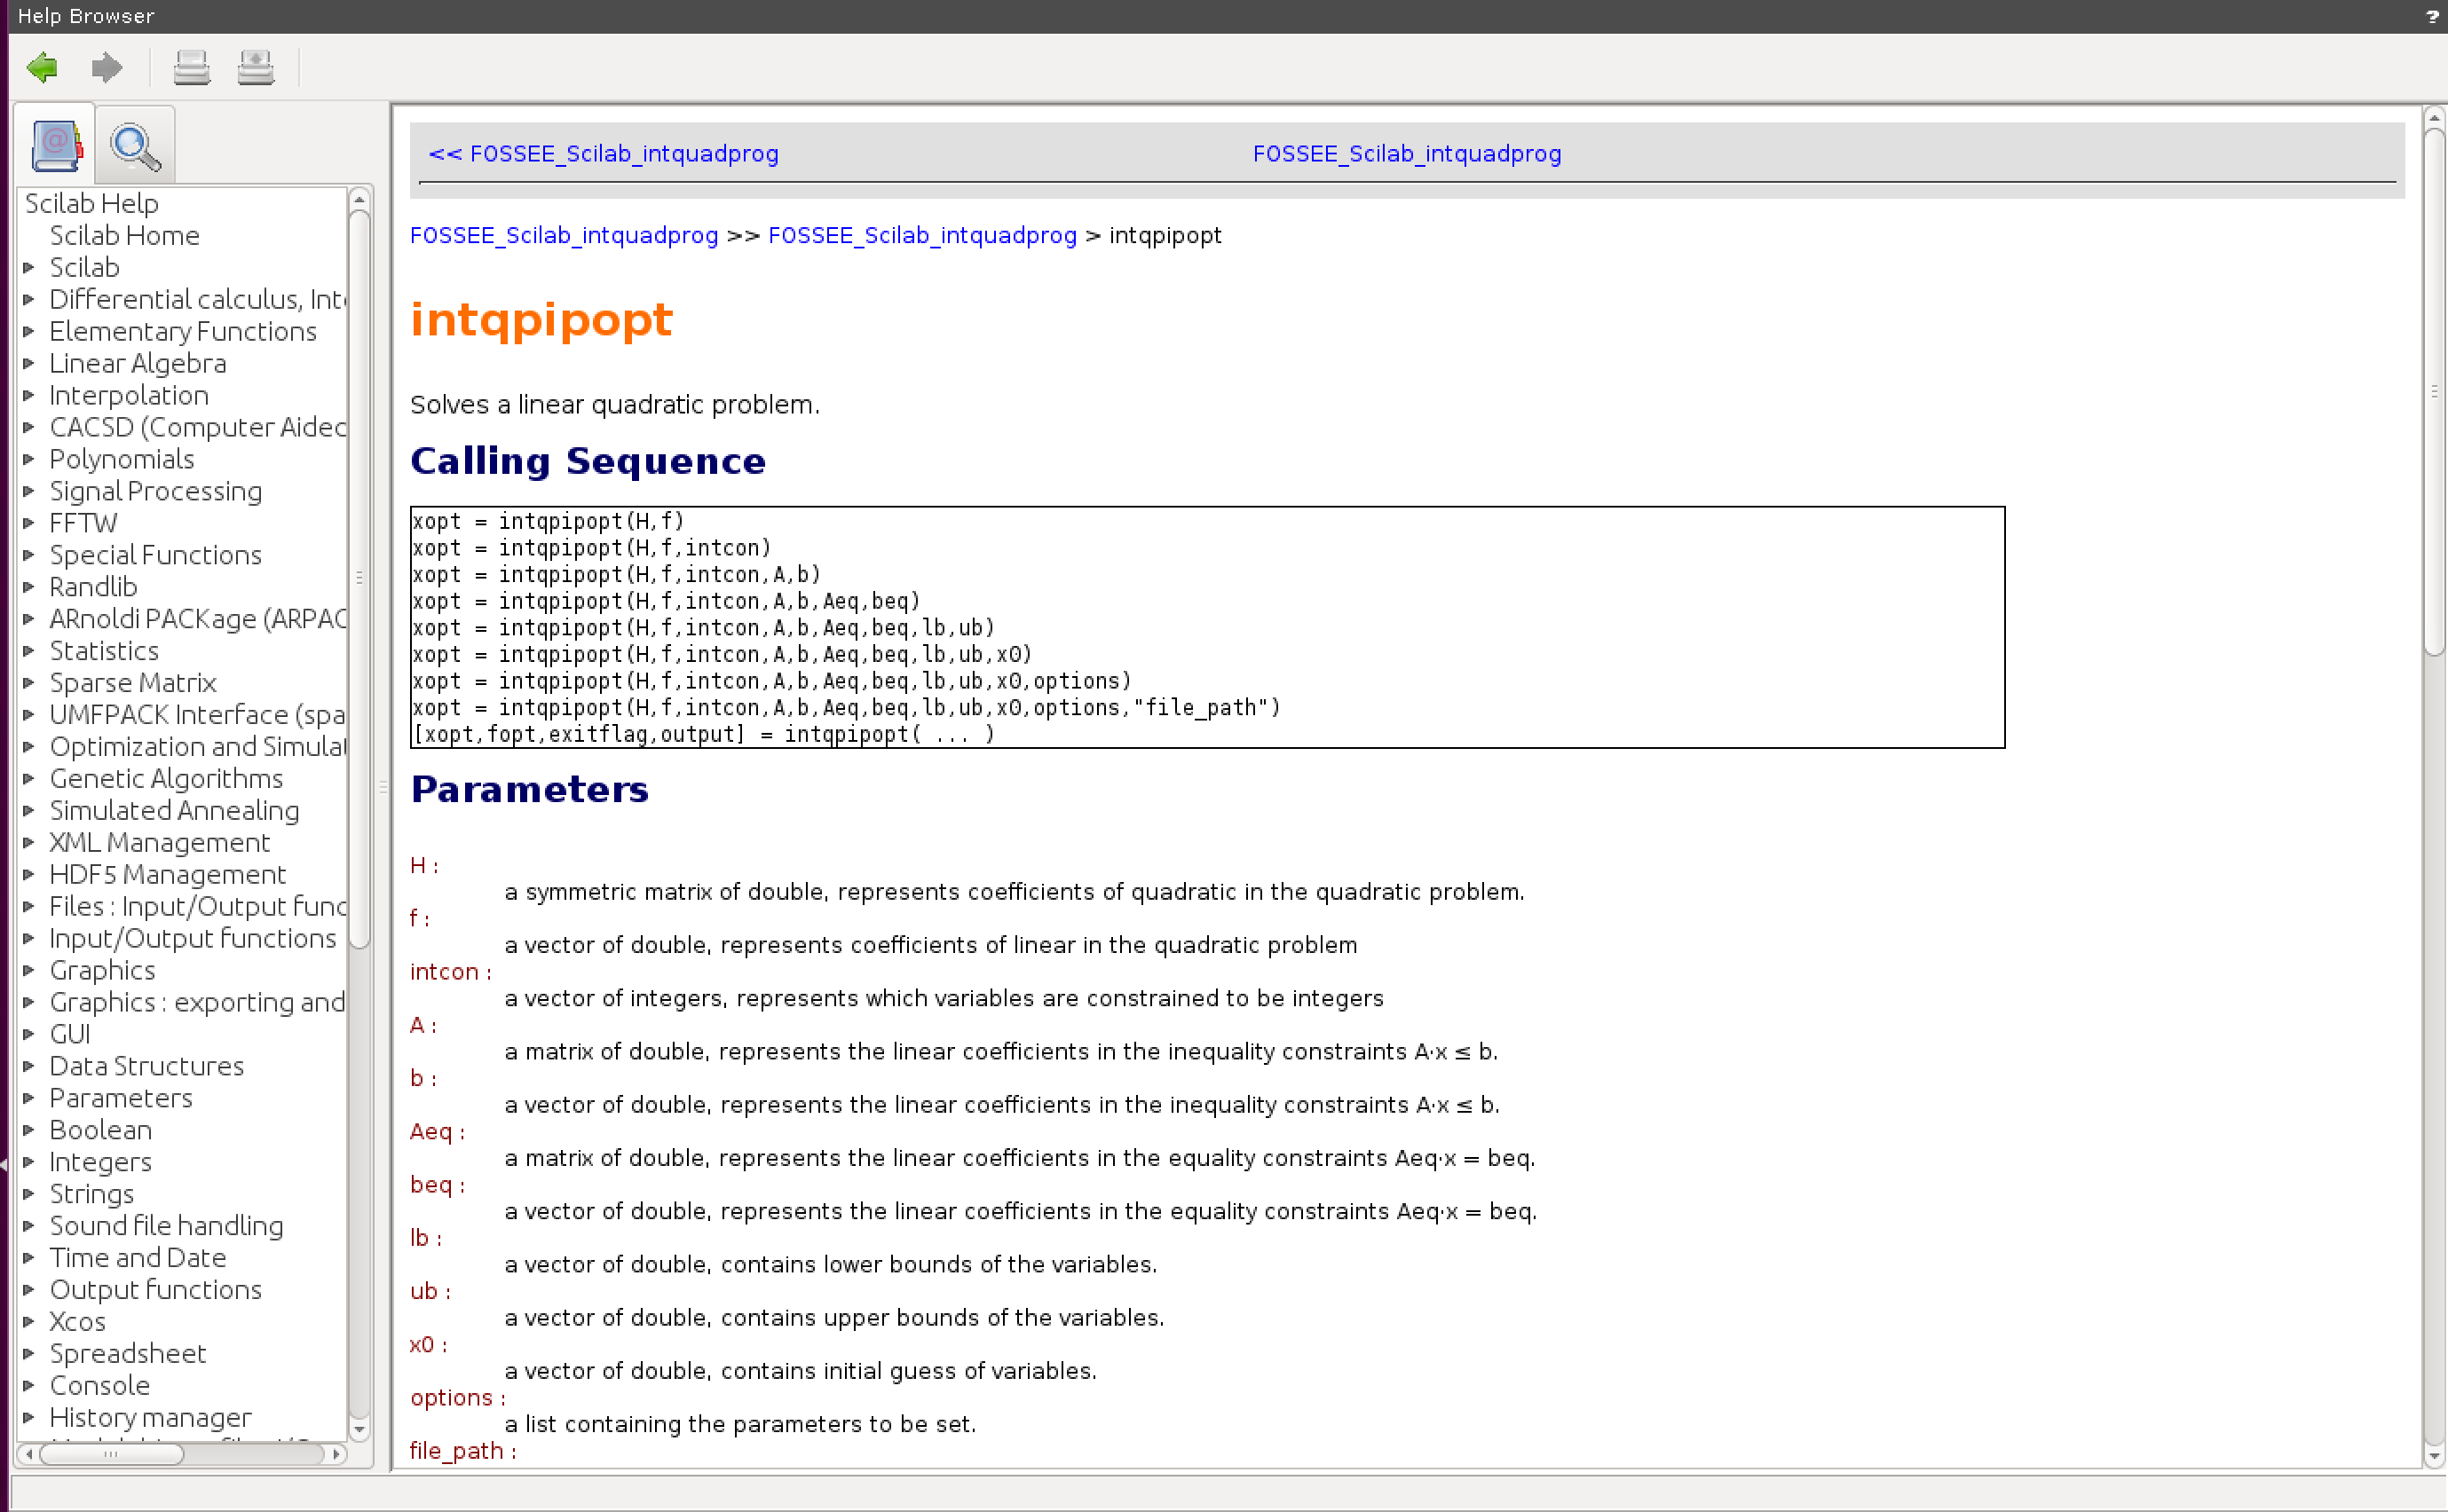 Help Browser
?
Scilab Help
Scilab Home
Scilab
Differential calculus, Int
Elementary Functions
Linear Algebra
Interpolation
CACSD (Computer Aided
Polynomials
Signal Processing
FFTW
Special Functions
Randlib
ARnoldi PACKage (ARPAC
Statistics
Sparse Matrix
UMFPACK Interface (spa
Optimization and Simula
Genetic Algorithms
Simulated Annealing
XML Management
HDF5 Management
Files : Input/Output func
Input/Output functions
Graphics
Graphics : exporting and
GUI
Data Structures
Parameters
Boolean
Integers
Strings
Sound file handling
Time and Date
Output functions
Xcos
Spreadsheet
Console
History manager
<< FOSSEE_Scilab_intquadprog
FOSSEE_Scilab_intquadprog
FOSSEE_Scilab_intquadprog >> FOSSEE_Scilab_intquadprog > intqpipopt
intqpipopt
Solves a linear quadratic problem.
Calling Sequence
xopt = intqpipopt(H,f)
xopt = intqpipopt(H,f,intcon)
xopt = intqpipopt(H,f,intcon,A,b)
xopt = intqpipopt(H,f,intcon,A,b,Aeq,beq)
xopt = intqpipopt(H,f,intcon,A,b,Aeq,beq,lb,ub)
xopt = intqpipopt(H,f,intcon,A,b,Aeq,beq,lb,ub,x0)
xopt = intqpipopt(H,f,intcon,A,b,Aeq,beq,lb,ub,x0,options)
xopt = intqpipopt(H,f,intcon,A,b,Aeq,beq,lb,ub,x0,options,"file_path")
[xopt,fopt,exitflag,output] = intqpipopt( ... )
Parameters
H :
a symmetric matrix of double, represents coefficients of quadratic in the quadratic problem.
f :
a vector of double, represents coefficients of linear in the quadratic problem
intcon :
a vector of integers, represents which variables are constrained to be integers
A :
a matrix of double, represents the linear coefficients in the inequality constraints A·x ≤ b.
b :
a vector of double, represents the linear coefficients in the inequality constraints A·x ≤ b.
Aeq :
a matrix of double, represents the linear coefficients in the equality constraints Aeq·x = beq.
beq :
a vector of double, represents the linear coefficients in the equality constraints Aeq·x = beq.
lb :
a vector of double, contains lower bounds of the variables.
ub :
a vector of double, contains upper bounds of the variables.
x0 :
a vector of double, contains initial guess of variables.
options :
a list containing the parameters to be set.
file_path :